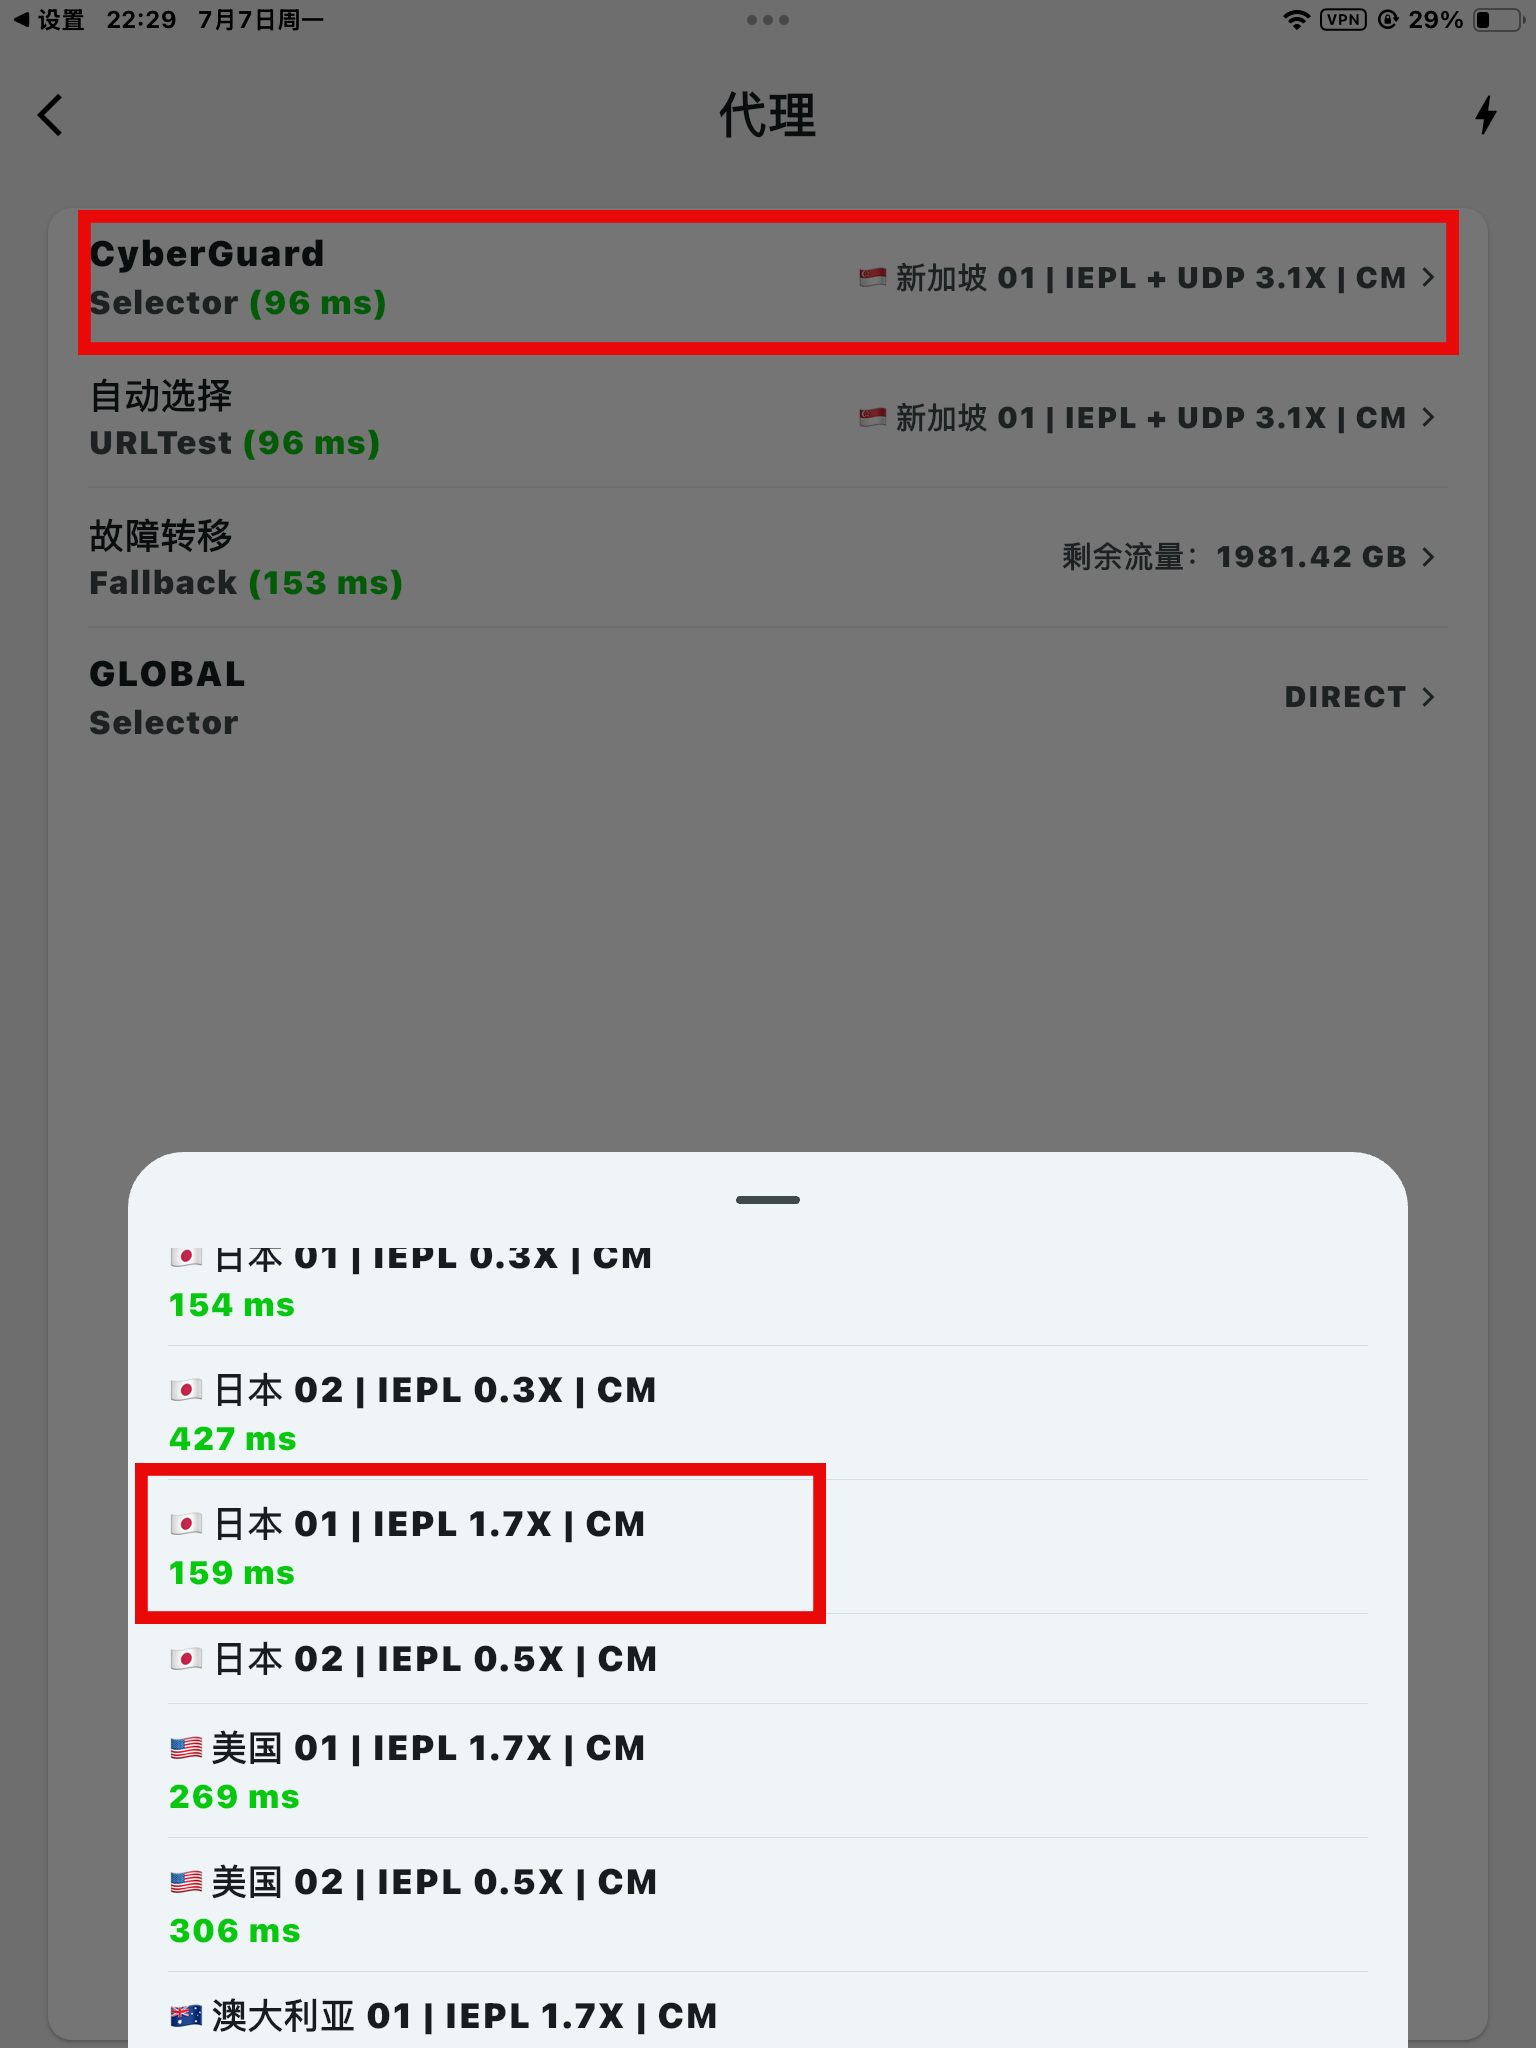 设置 22:29 7月7日周一
VPN 29%
代理
CyberGuard
Selector (96 ms)
新加坡 01 | IEPL + UDP 3.1X | CM
自动选择
URLTest (96 ms)
新加坡 01 | IEPL + UDP 3.1X | CM
故障转移
Fallback (153 ms)
剩余流量：1981.42 GB
GLOBAL
Selector
DIRECT
日本 01 | IEPL 0.3X | CM
154 ms
日本 02 | IEPL 0.3X | CM
427 ms
日本 01 | IEPL 1.7X | CM
159 ms
日本 02 | IEPL 0.5X | CM
美国 01 | IEPL 1.7X | CM
269 ms
美国 02 | IEPL 0.5X | CM
306 ms
澳大利亚 01 | IEPL 1.7X | CM